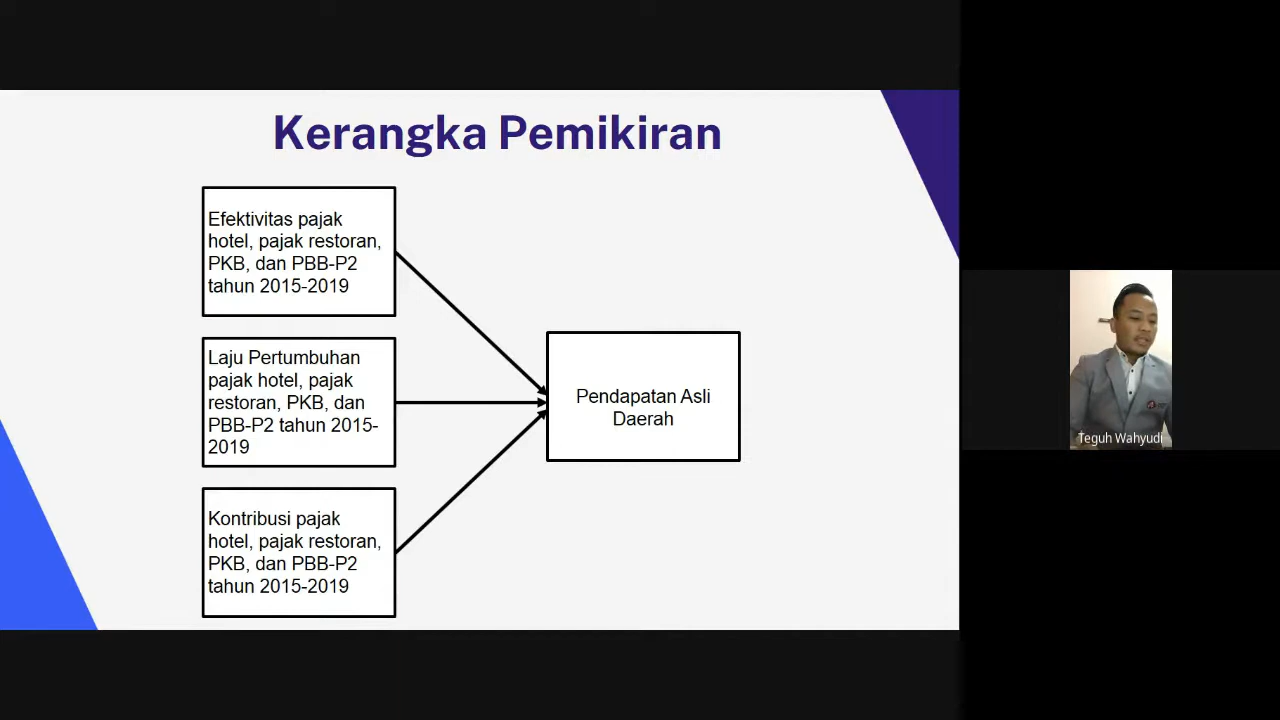 Kerangka Pemikiran
Efektivitas pajak
hotel, pajak restoran,
PKB, dan PBB-P2
tahun 2015-2019
Laju Pertumbuhan
pajak hotel, pajak
restoran, PKB, dan
PBB-P2 tahun 2015-
2019
Kontribusi pajak
hotel, pajak restoran,
PKB, dan PBB-P2
tahun 2015-2019
Pendapatan Asli
Daerah
Teguh Wahyudi